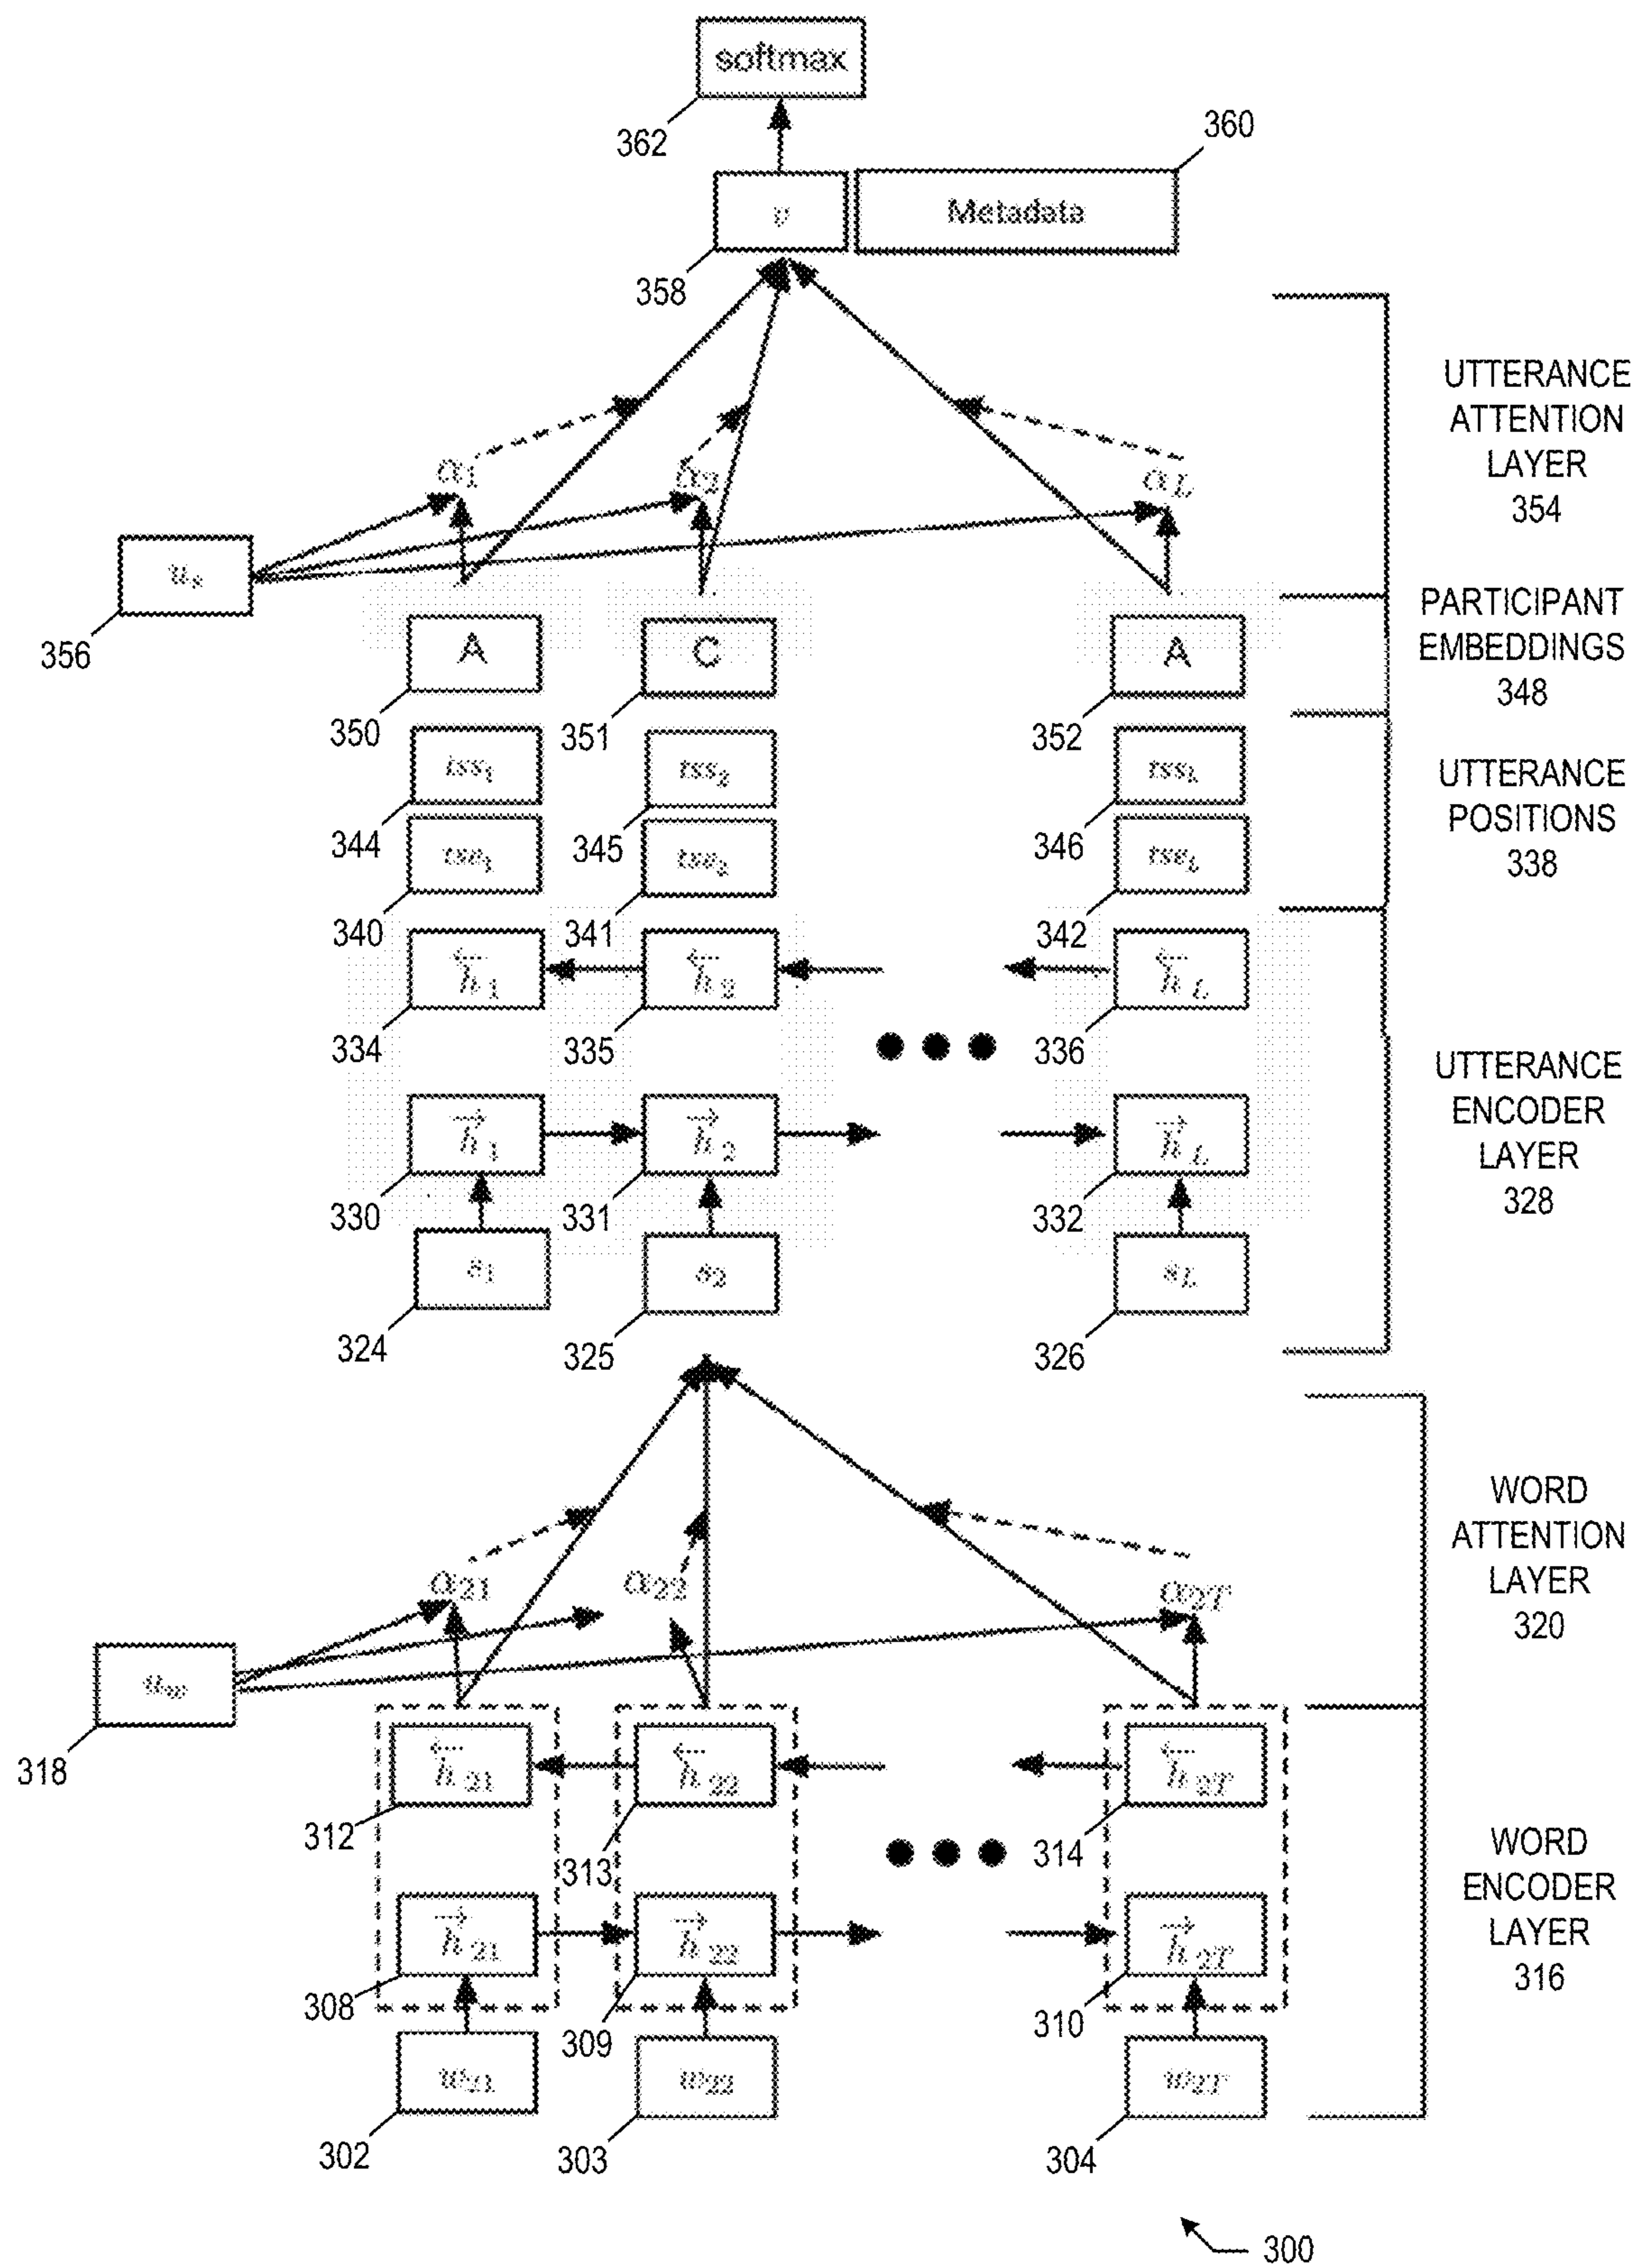 softmax
362
360
v
Metadata
358
UTTERANCE
ATTENTION
LAYER
354
α1
α2
αL
us
356
PARTICIPANT
EMBEDDINGS
348
A
C
A
350
351
352
tss1
tss2
tssL
UTTERANCE
POSITIONS
338
344
345
346
tse1
tse2
tseL
340
341
342
←h1
←h2
←hL
334
335
336
UTTERANCE
ENCODER
LAYER
328
→h1
→h2
→hL
330
331
332
s1
s2
sL
324
325
326
WORD
ATTENTION
LAYER
320
α21
α22
α2T
uw
318
←h21
←h22
←h2T
312
313
314
WORD
ENCODER
LAYER
316
→h21
→h22
→h2T
308
309
310
w21
w22
w2T
302
303
304
300